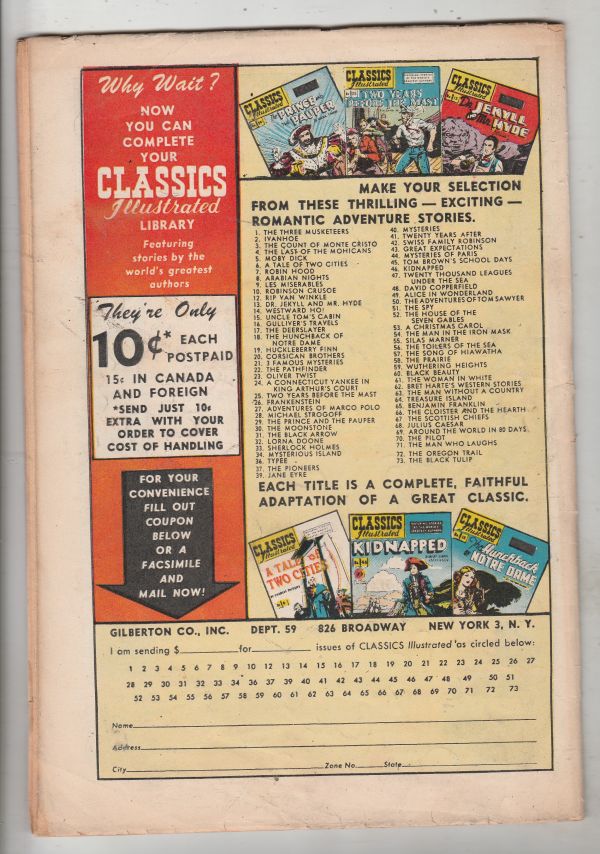 Why Wait?
NOW
YOU CAN
COMPLETE
YOUR
CLASSICS
Illustrated
LIBRARY
Featuring
stories by the
world's greatest
authors
They're Only
10¢* EACH
POSTPAID
15¢ IN CANADA
AND FOREIGN
*SEND JUST 10¢
EXTRA WITH YOUR
ORDER TO COVER
COST OF HANDLING
FOR YOUR
CONVENIENCE
FILL OUT
COUPON
BELOW
OR A
FACSIMILE
AND
MAIL NOW!
CLASSICS
Illustrated
The PRINCE
and the PAUPER
CLASSICS
Illustrated
TWO YEARS
BEFORE THE MAST
CLASSICS
Illustrated
Dr. JEKYLL
and Mr. HYDE
MAKE YOUR SELECTION
FROM THESE THRILLING — EXCITING —
ROMANTIC ADVENTURE STORIES.
1. THE THREE MUSKETEERS
2. IVANHOE
3. THE COUNT OF MONTE CRISTO
4. THE LAST OF THE MOHICANS
5. MOBY DICK
6. A TALE OF TWO CITIES
7. ROBIN HOOD
8. ARABIAN NIGHTS
9. LES MISERABLES
10. ROBINSON CRUSOE
12. RIP VAN WINKLE
13. DR. JEKYLL AND MR. HYDE
14. WESTWARD HO!
15. UNCLE TOM'S CABIN
16. GULLIVER'S TRAVELS
17. THE DEERSLAYER
18. THE HUNCHBACK OF
NOTRE DAME
19. HUCKLEBERRY FINN
20. CORSICAN BROTHERS
21. 3 FAMOUS MYSTERIES
22. THE PATHFINDER
23. OLIVER TWIST
24. A CONNECTICUT YANKEE IN
KING ARTHUR'S COURT
25. TWO YEARS BEFORE THE MAST
26. FRANKENSTEIN
27. ADVENTURES OF MARCO POLO
28. MICHAEL STROGOFF
29. THE PRINCE AND THE PAUPER
30. THE MOONSTONE
31. THE BLACK ARROW
32. LORNA DOONE
33. SHERLOCK HOLMES
34. MYSTERIOUS ISLAND
36. TYPEE
37. THE PIONEERS
39. JANE EYRE
40. MYSTERIES
41. TWENTY YEARS AFTER
42. SWISS FAMILY ROBINSON
43. GREAT EXPECTATIONS
44. MYSTERIES OF PARIS
45. TOM BROWN'S SCHOOL DAYS
46. KIDNAPPED
47. TWENTY THOUSAND LEAGUES
UNDER THE SEA
48. DAVID COPPERFIELD
49. ALICE IN WONDERLAND
50. THE ADVENTURES OF TOM SAWYER
51. THE SPY
52. THE HOUSE OF THE
SEVEN GABLES
53. A CHRISTMAS CAROL
54. THE MAN IN THE IRON MASK
55. SILAS MARNER
56. THE TOILERS OF THE SEA
57. THE SONG OF HIAWATHA
58. THE PRAIRIE
59. WUTHERING HEIGHTS
60. BLACK BEAUTY
61. THE WOMAN IN WHITE
62. BRET HARTE'S WESTERN STORIES
63. THE MAN WITHOUT A COUNTRY
64. TREASURE ISLAND
65. BENJAMIN FRANKLIN
66. THE CLOISTER AND THE HEARTH
67. THE SCOTTISH CHIEFS
68. JULIUS CAESAR
69. AROUND THE WORLD IN 80 DAYS
70. THE PILOT
71. THE MAN WHO LAUGHS
72. THE OREGON TRAIL
73. THE BLACK TULIP
EACH TITLE IS A COMPLETE, FAITHFUL
ADAPTATION OF A GREAT CLASSIC.
CLASSICS
Illustrated
A TALE OF
TWO CITIES
CLASSICS
Illustrated
KIDNAPPED
CLASSICS
Illustrated
The Hunchback
of NOTRE DAME
GILBERTON CO., INC. DEPT. 59 826 BROADWAY NEW YORK 3, N. Y.
I am sending $ for issues of CLASSICS Illustrated as circled below:
1 2 3 4 5 6 7 8 9 10 12 13 14 15 16 17 18 19 20 21 22 23 24 25 26 27
28 29 30 31 32 33 34 36 37 39 40 41 42 43 44 45 46 47 48 49 50 51
52 53 54 55 56 57 58 59 60 61 62 63 64 65 66 67 68 69 70 71 72 73
Name
Address
City Zone No. State